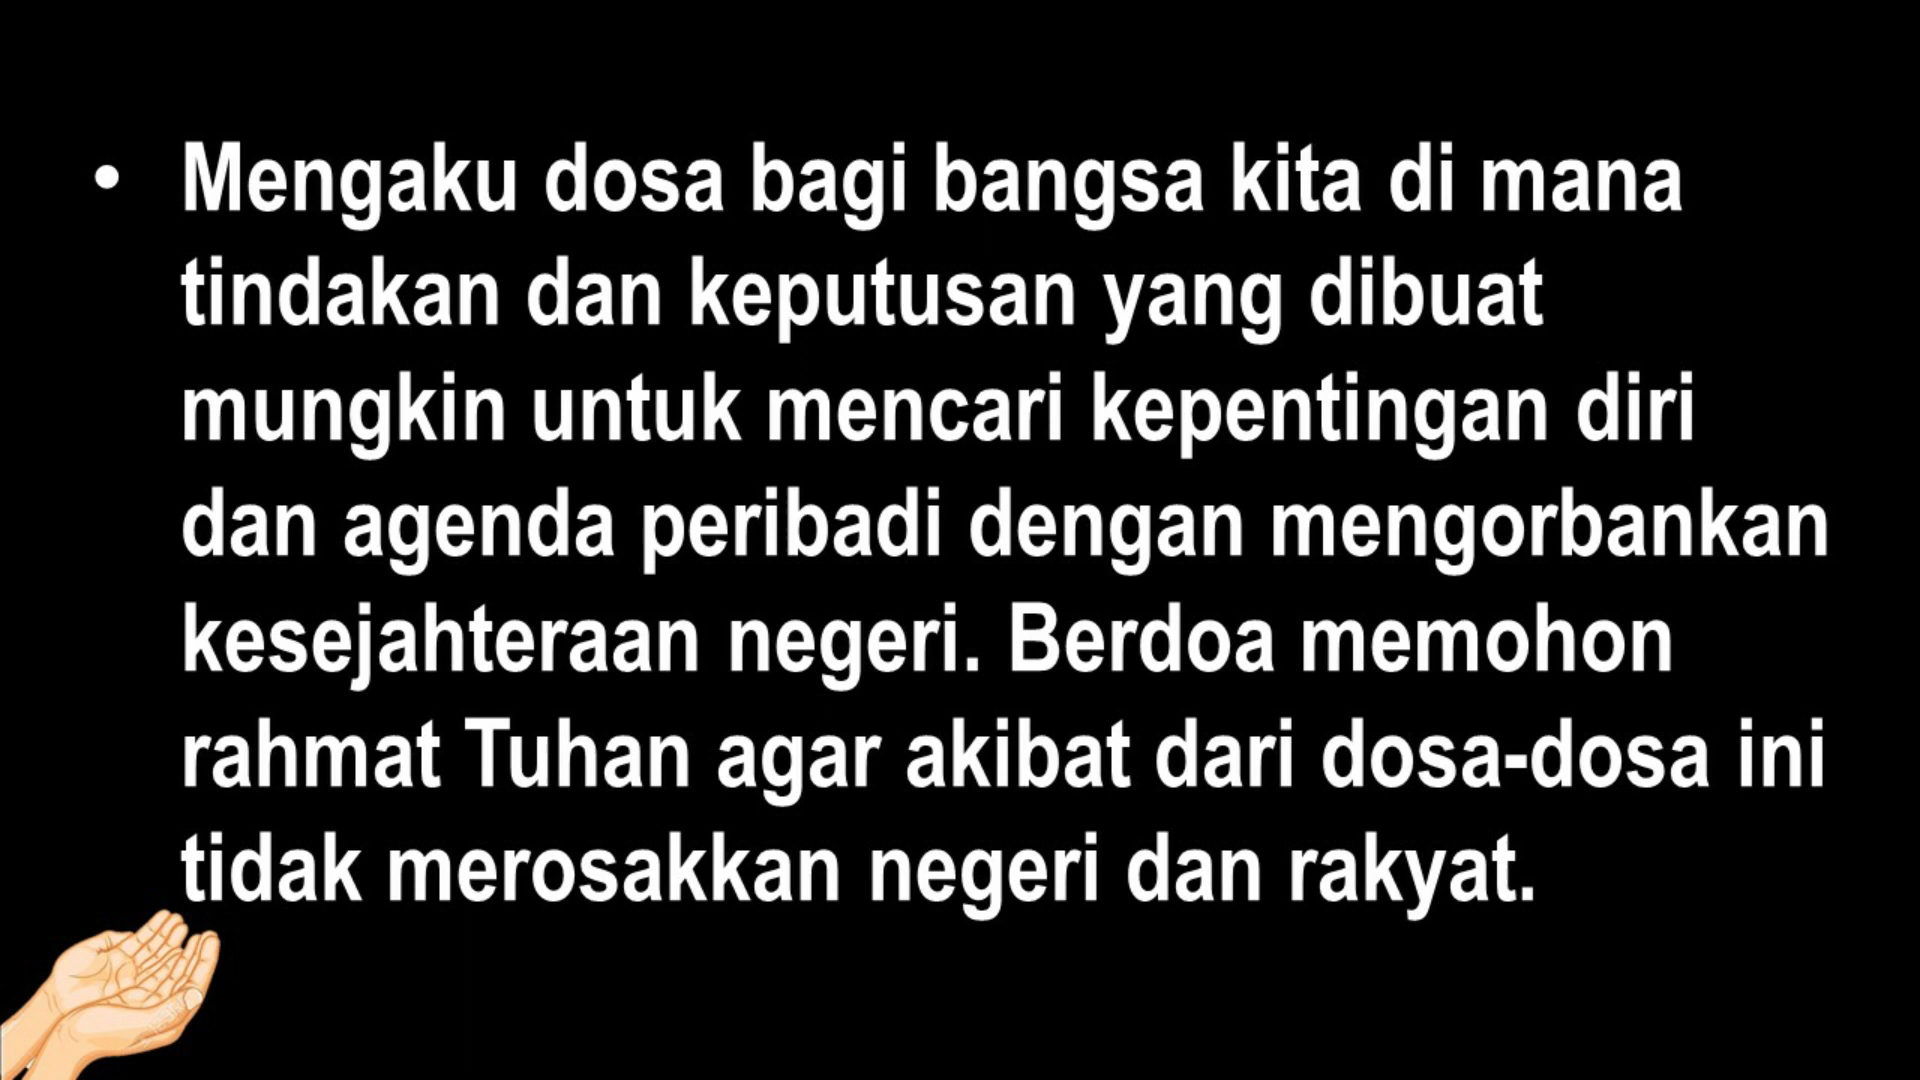 • Mengaku dosa bagi bangsa kita di mana
tindakan dan keputusan yang dibuat
mungkin untuk mencari kepentingan diri
dan agenda peribadi dengan mengorbankan
kesejahteraan negeri. Berdoa memohon
rahmat Tuhan agar akibat dari dosa-dosa ini
tidak merosakkan negeri dan rakyat.